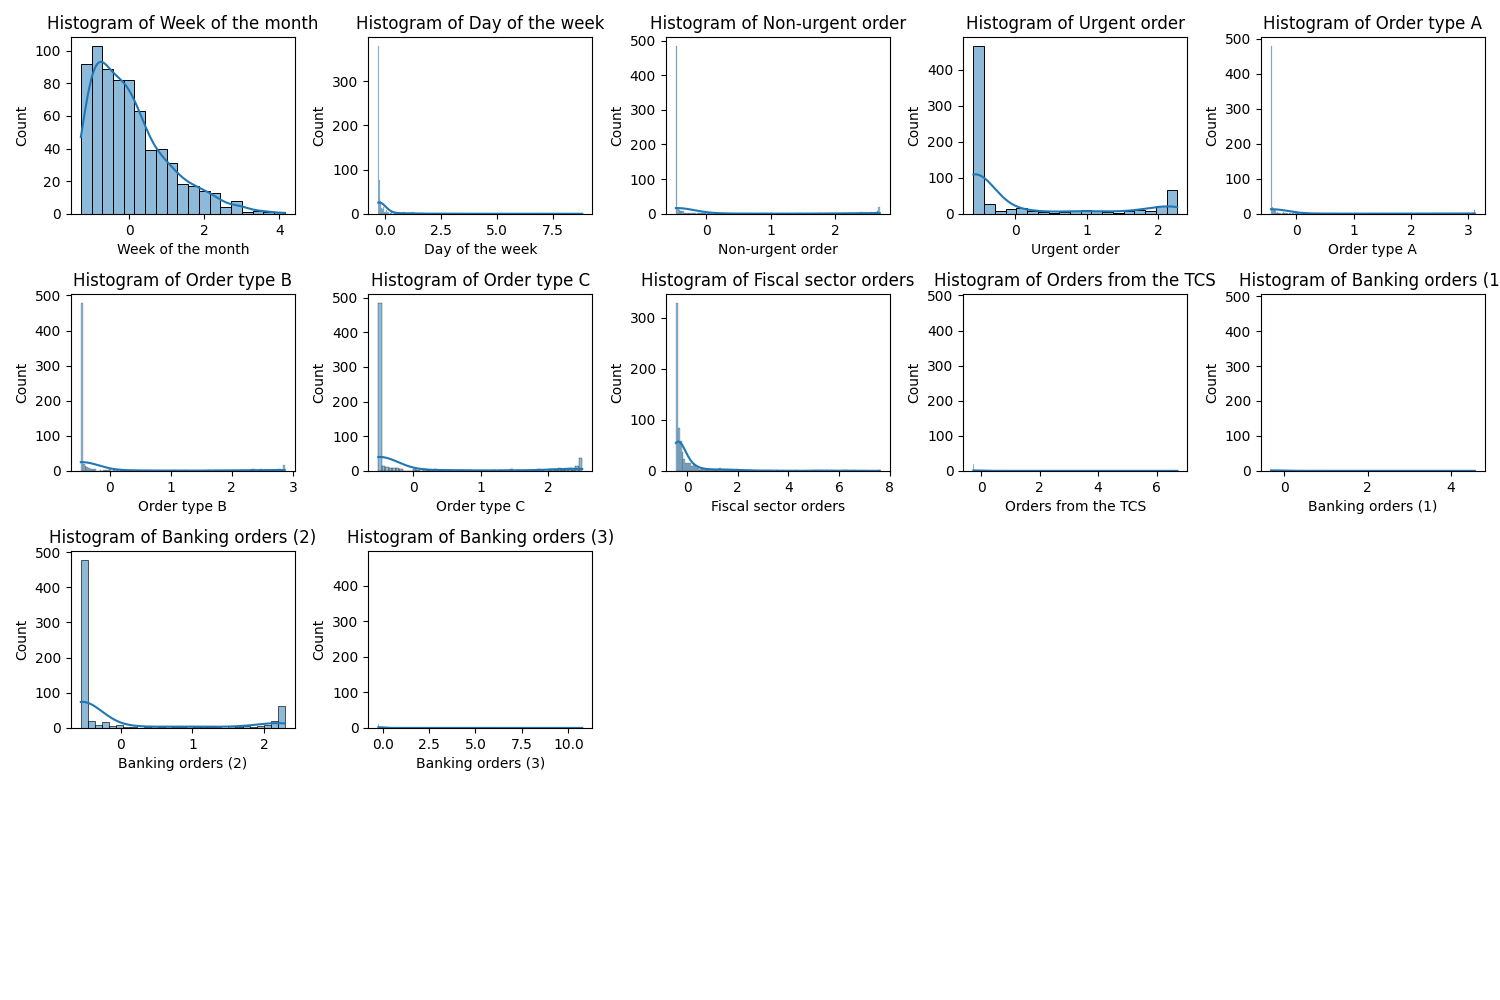 Histogram of Week of the month
Count
100
80
60
40
20
0
0 2 4
Week of the month
Histogram of Day of the week
Count
300
200
100
0
0.0 2.5 5.0 7.5
Day of the week
Histogram of Non-urgent order
Count
500
400
300
200
100
0
0 1 2
Non-urgent order
Histogram of Urgent order
Count
400
300
200
100
0
0 1 2
Urgent order
Histogram of Order type A
Count
500
400
300
200
100
0
0 1 2 3
Order type A
Histogram of Order type B
Count
500
400
300
200
100
0
0 1 2 3
Order type B
Histogram of Order type C
Count
500
400
300
200
100
0
0 1 2
Order type C
Histogram of Fiscal sector orders
Count
300
200
100
0
0 2 4 6 8
Fiscal sector orders
Histogram of Orders from the TCS
Count
500
400
300
200
100
0
0 2 4 6
Orders from the TCS
Histogram of Banking orders (1
Count
500
400
300
200
100
0
0 2 4
Banking orders (1)
Histogram of Banking orders (2)
Count
500
400
300
200
100
0
0 1 2
Banking orders (2)
Histogram of Banking orders (3)
Count
400
300
200
100
0
0.0 2.5 5.0 7.5 10.0
Banking orders (3)